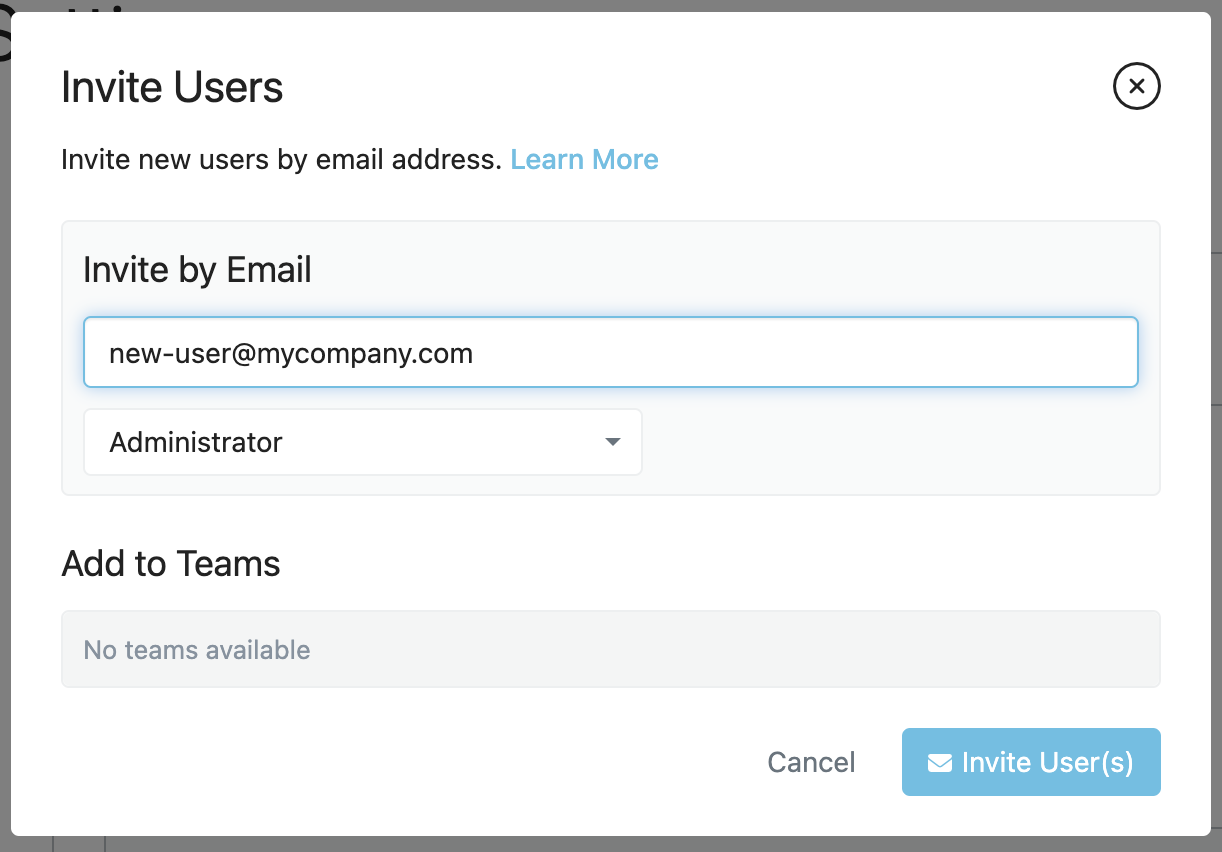 Invite Users
Invite new users by email address. Learn More
Invite by Email
new-user@mycompany.com
Administrator
Add to Teams
No teams available
Cancel
Invite User(s)